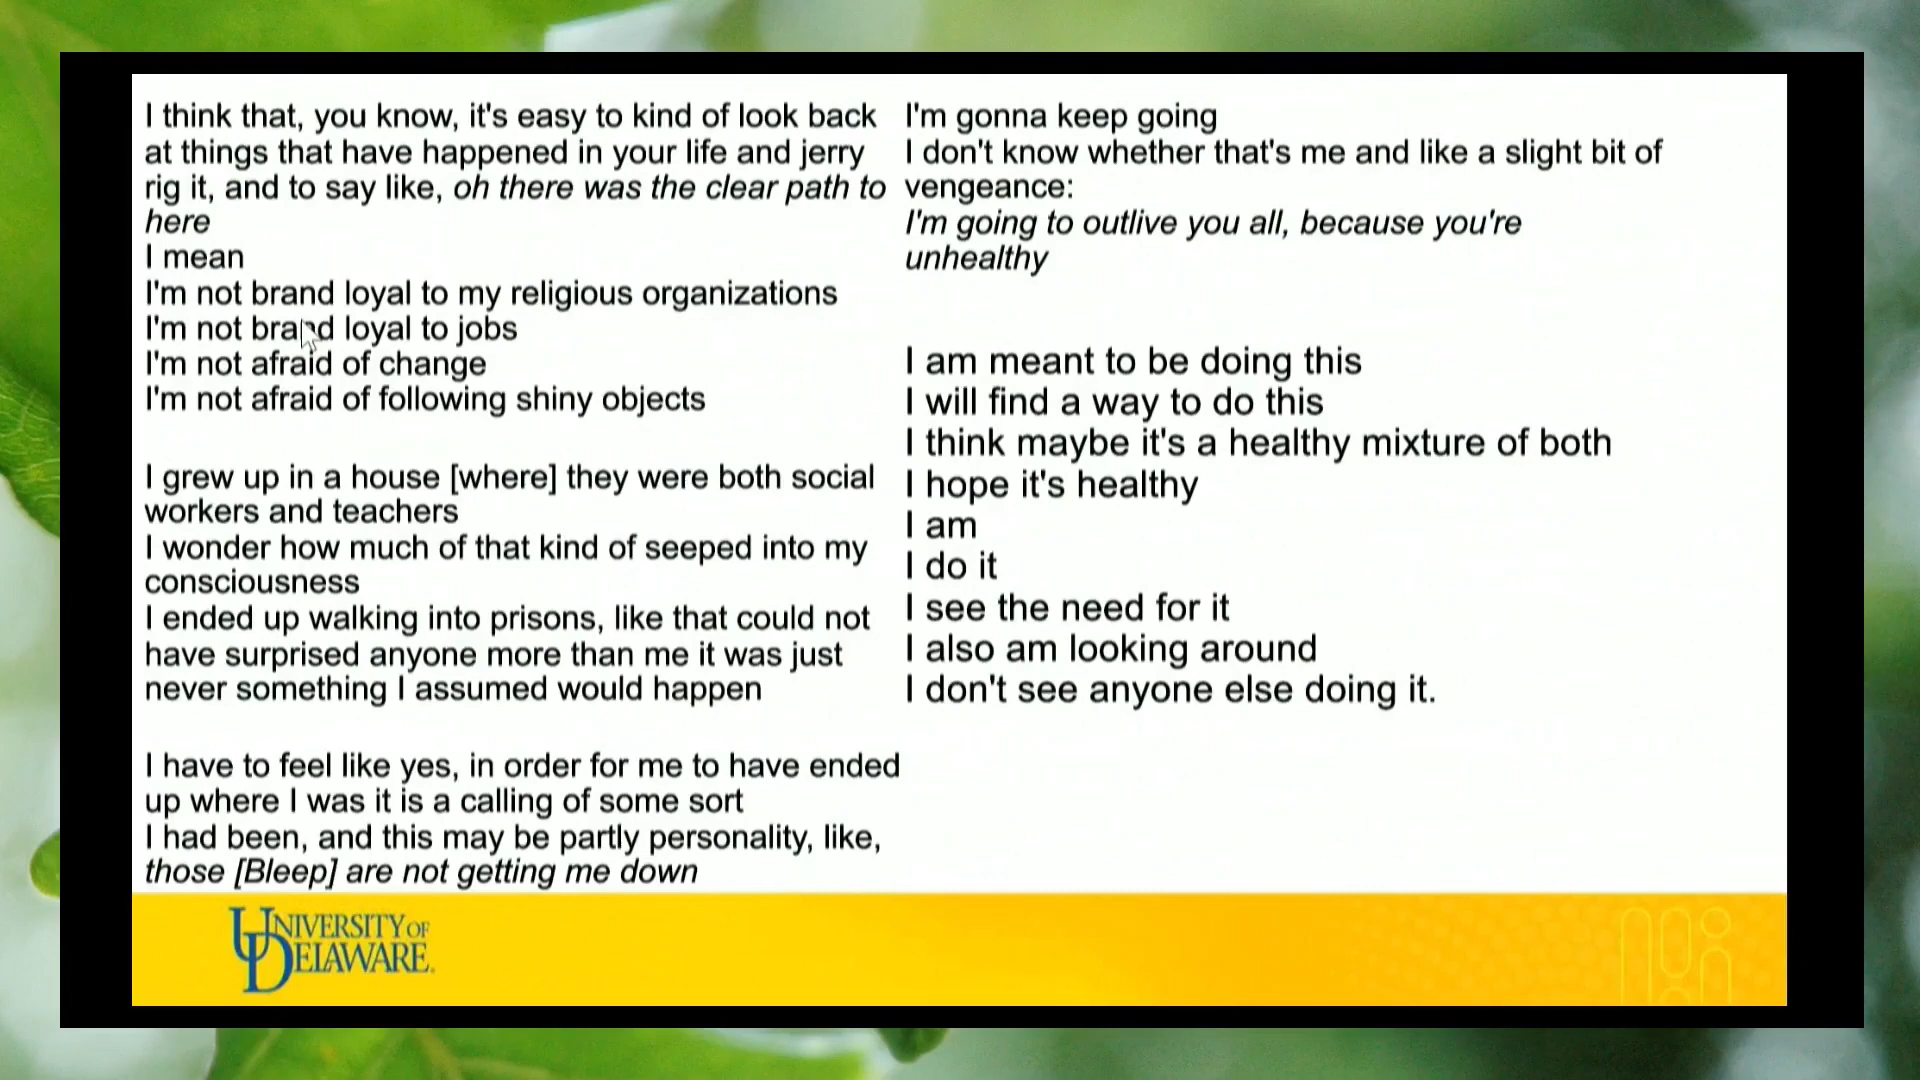 I think that, you know, it's easy to kind of look back
at things that have happened in your life and jerry
rig it, and to say like, oh there was the clear path to
here
I mean
I'm not brand loyal to my religious organizations
I'm not brand loyal to jobs
I'm not afraid of change
I'm not afraid of following shiny objects
I grew up in a house [where] they were both social
workers and teachers
I wonder how much of that kind of seeped into my
consciousness
I ended up walking into prisons, like that could not
have surprised anyone more than me it was just
never something I assumed would happen
I have to feel like yes, in order for me to have ended
up where I was it is a calling of some sort
I had been, and this may be partly personality, like,
those [Bleep] are not getting me down
I'm gonna keep going
I don't know whether that's me and like a slight bit of
vengeance:
I'm going to outlive you all, because you're
unhealthy
I am meant to be doing this
I will find a way to do this
I think maybe it's a healthy mixture of both
I hope it's healthy
I am
I do it
I see the need for it
I also am looking around
I don't see anyone else doing it.
UNIVERSITY OF
DELAWARE.